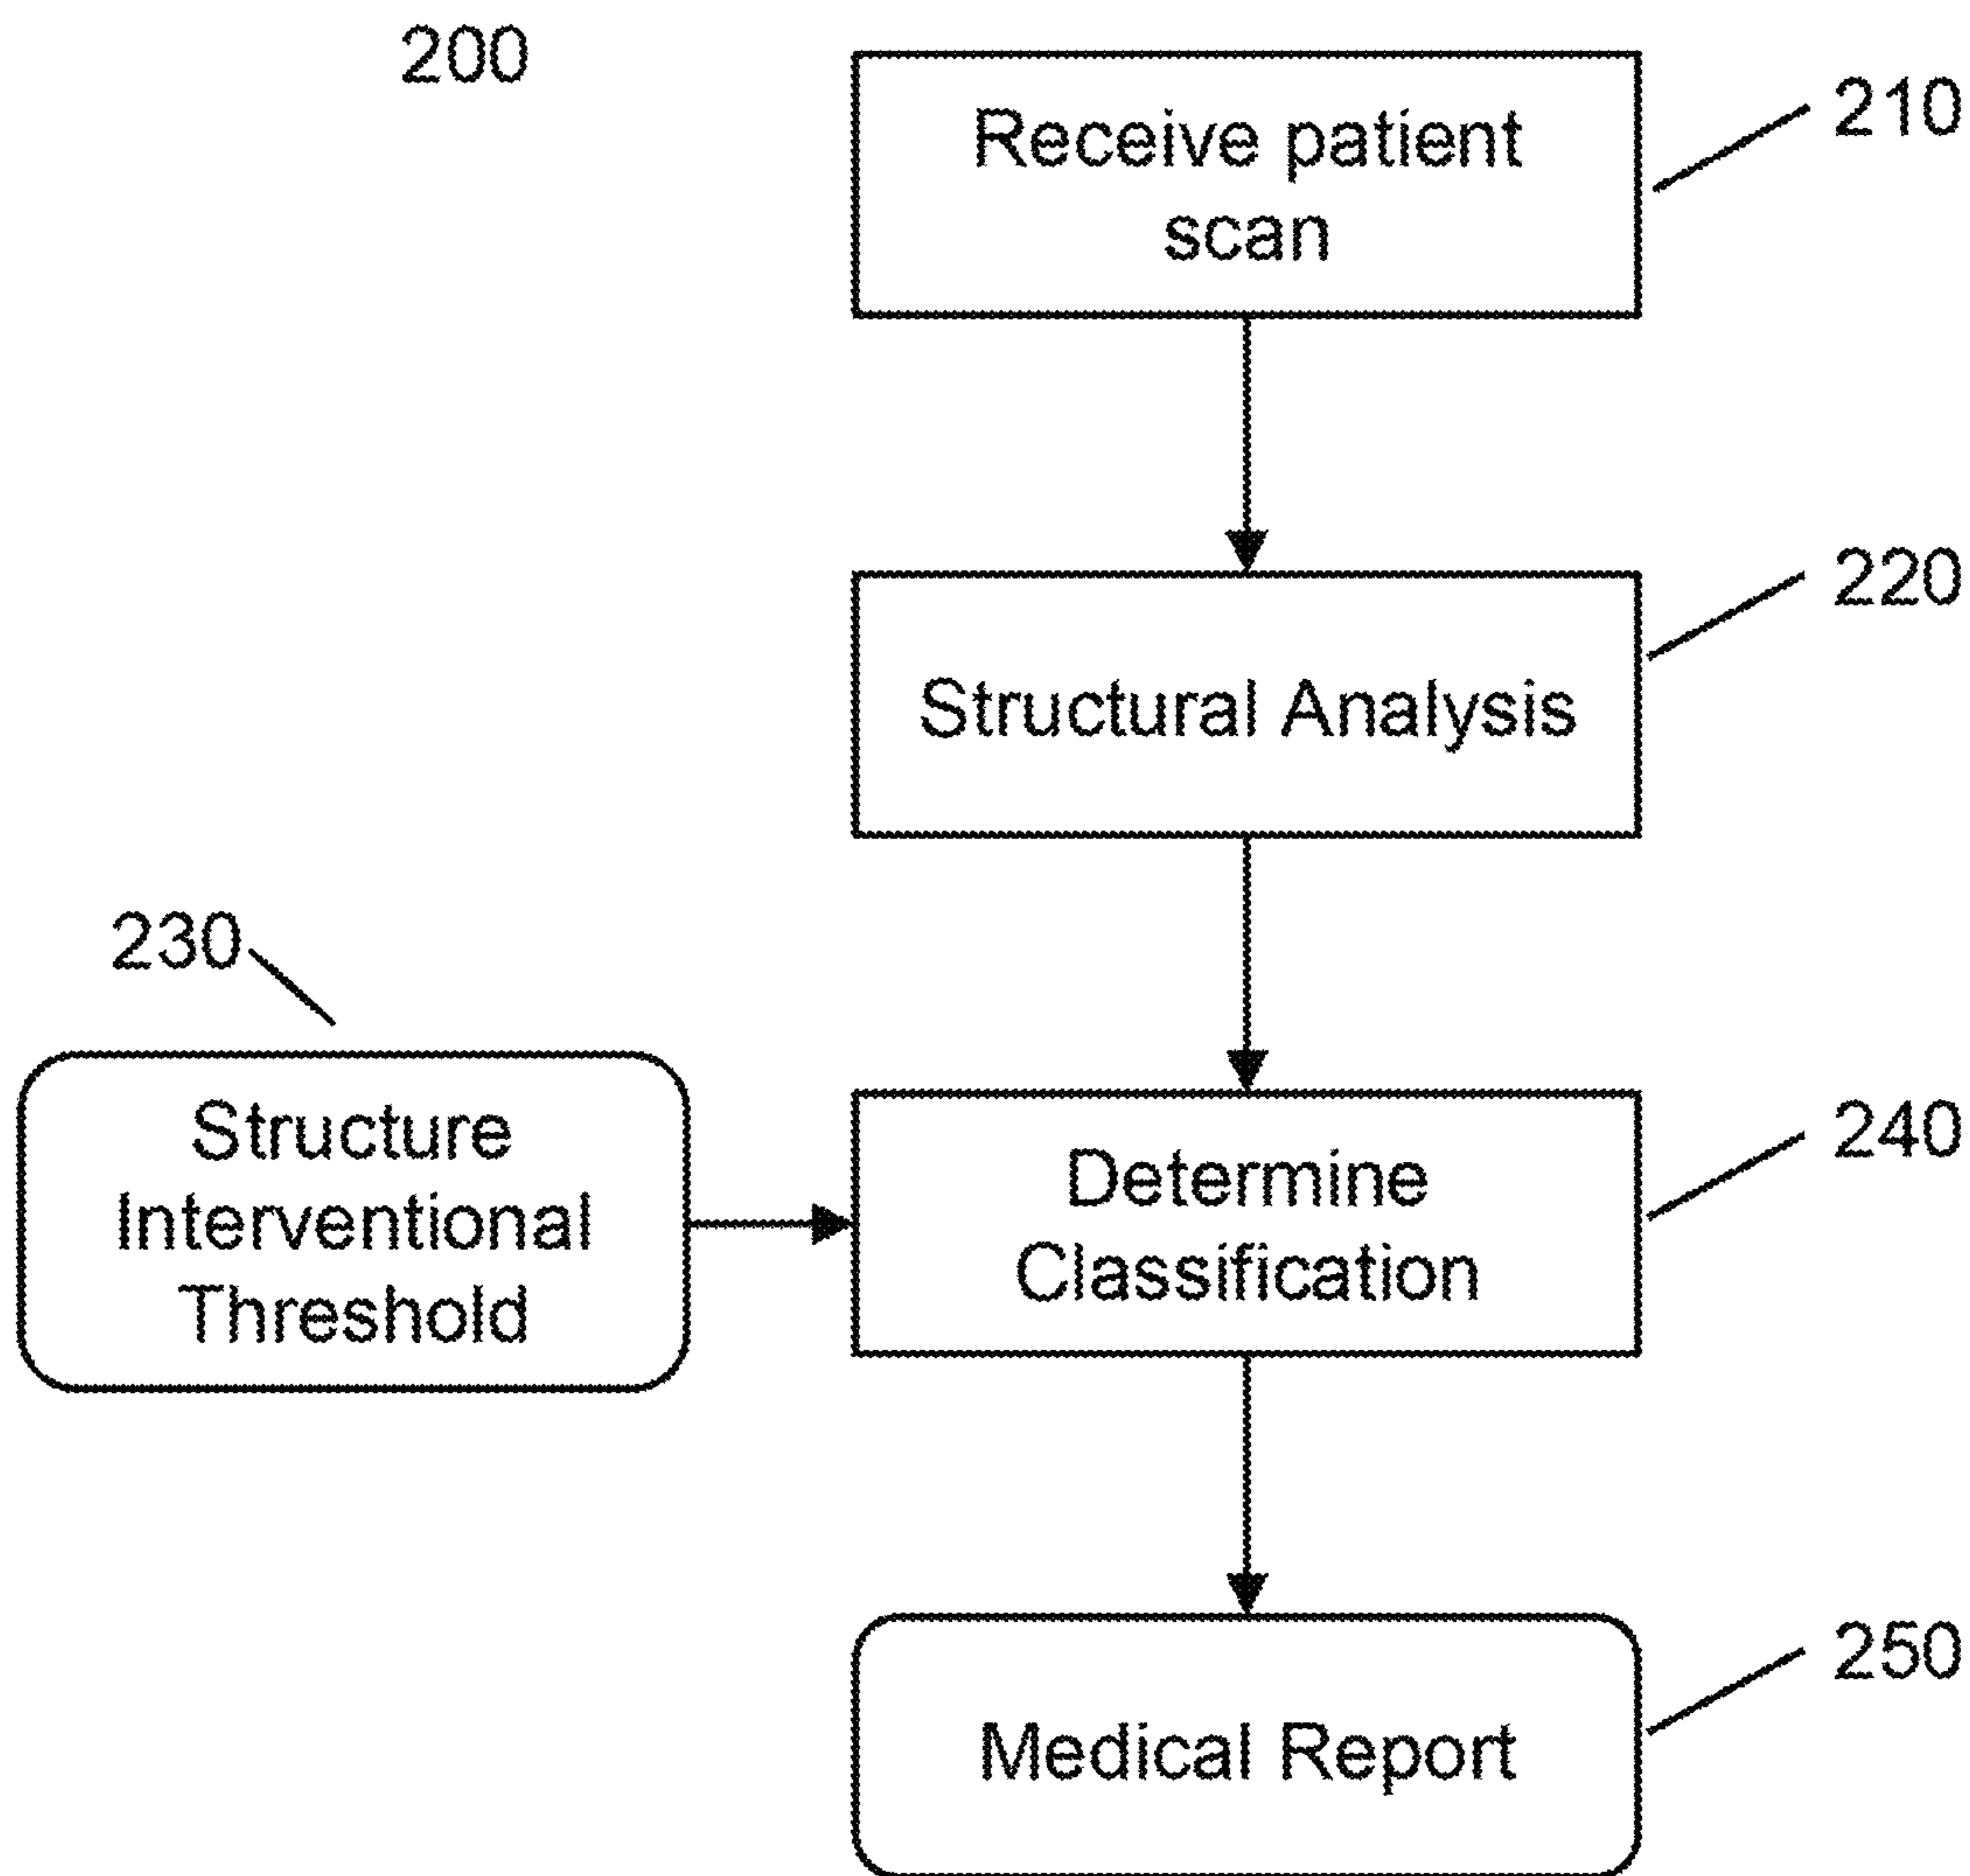 200
Receive patient
scan
210
Structural Analysis
220
230
Structure
Interventional
Threshold
Determine
Classification
240
Medical Report
250